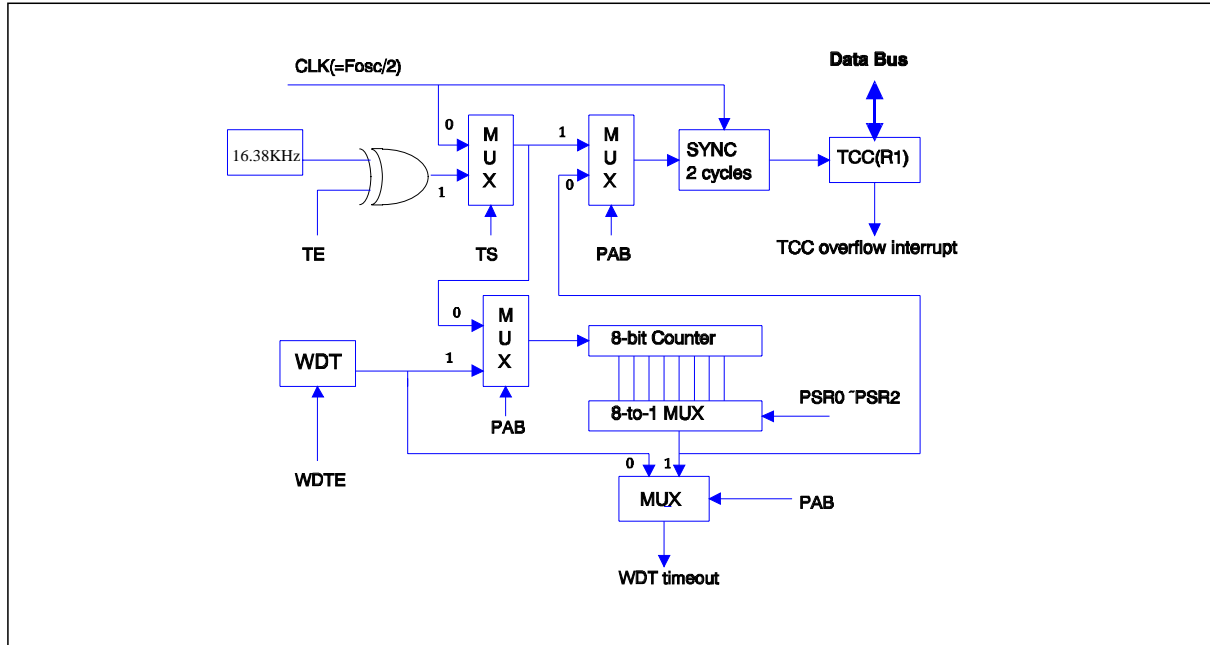 CLK(=Fosc/2)
Data Bus
0
M
U
X
1
M
U
X
0
16.38KHz
1
SYNC
2 cycles
TCC(R1)
TE
TS
PAB
TCC overflow interrupt
0
M
U
X
8-bit Counter
WDT
1
8-to-1 MUX
PSR0 ~PSR2
PAB
WDTE
0
1
MUX
PAB
WDT timeout